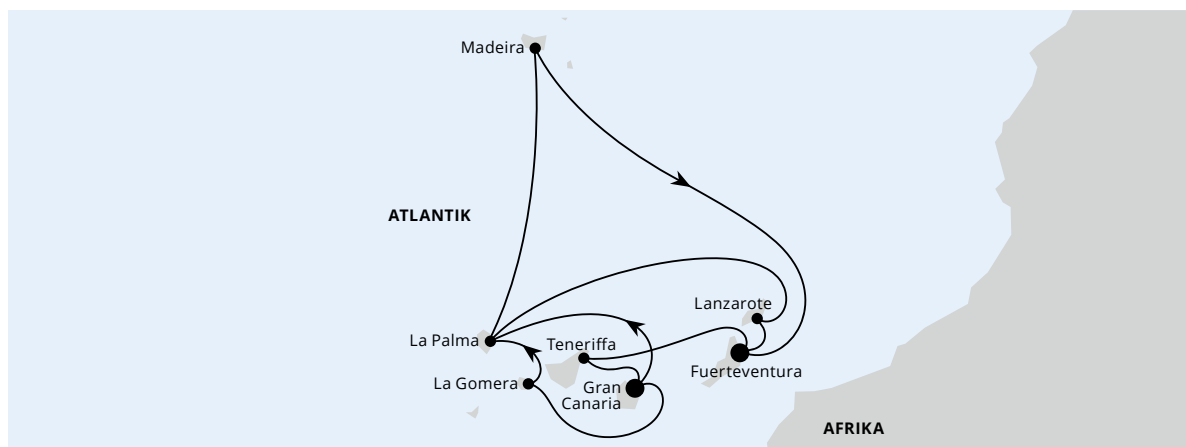 Madeira
ATLANTIK
Lanzarote
La Palma
Teneriffa
Fuerteventura
La Gomera
Gran
Canaria
AFRIKA